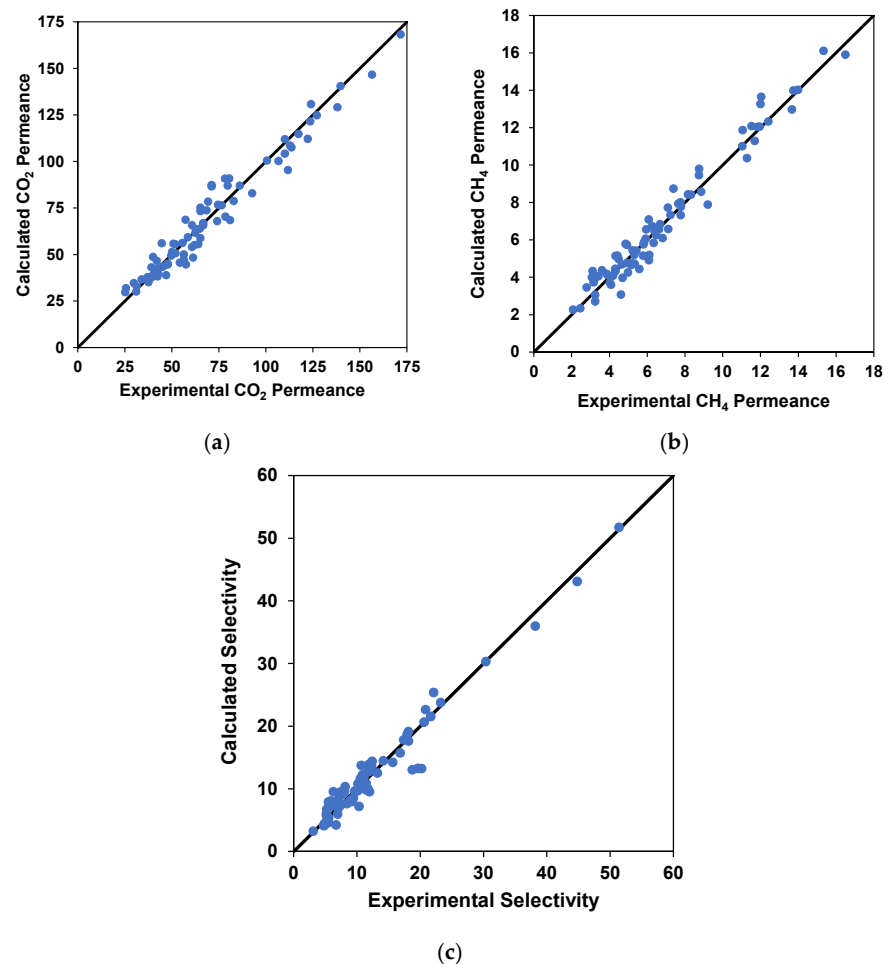 175
150
125
100
75
50
25
0
Calculated CO₂ Permeance
0 25 50 75 100 125 150 175
Experimental CO₂ Permeance
(a)
18
16
14
12
10
8
6
4
2
0
Calculated CH₄ Permeance
0 2 4 6 8 10 12 14 16 18
Experimental CH₄ Permeance
(b)
60
50
40
30
20
10
0
Calculated Selectivity
0 10 20 30 40 50 60
Experimental Selectivity
(c)